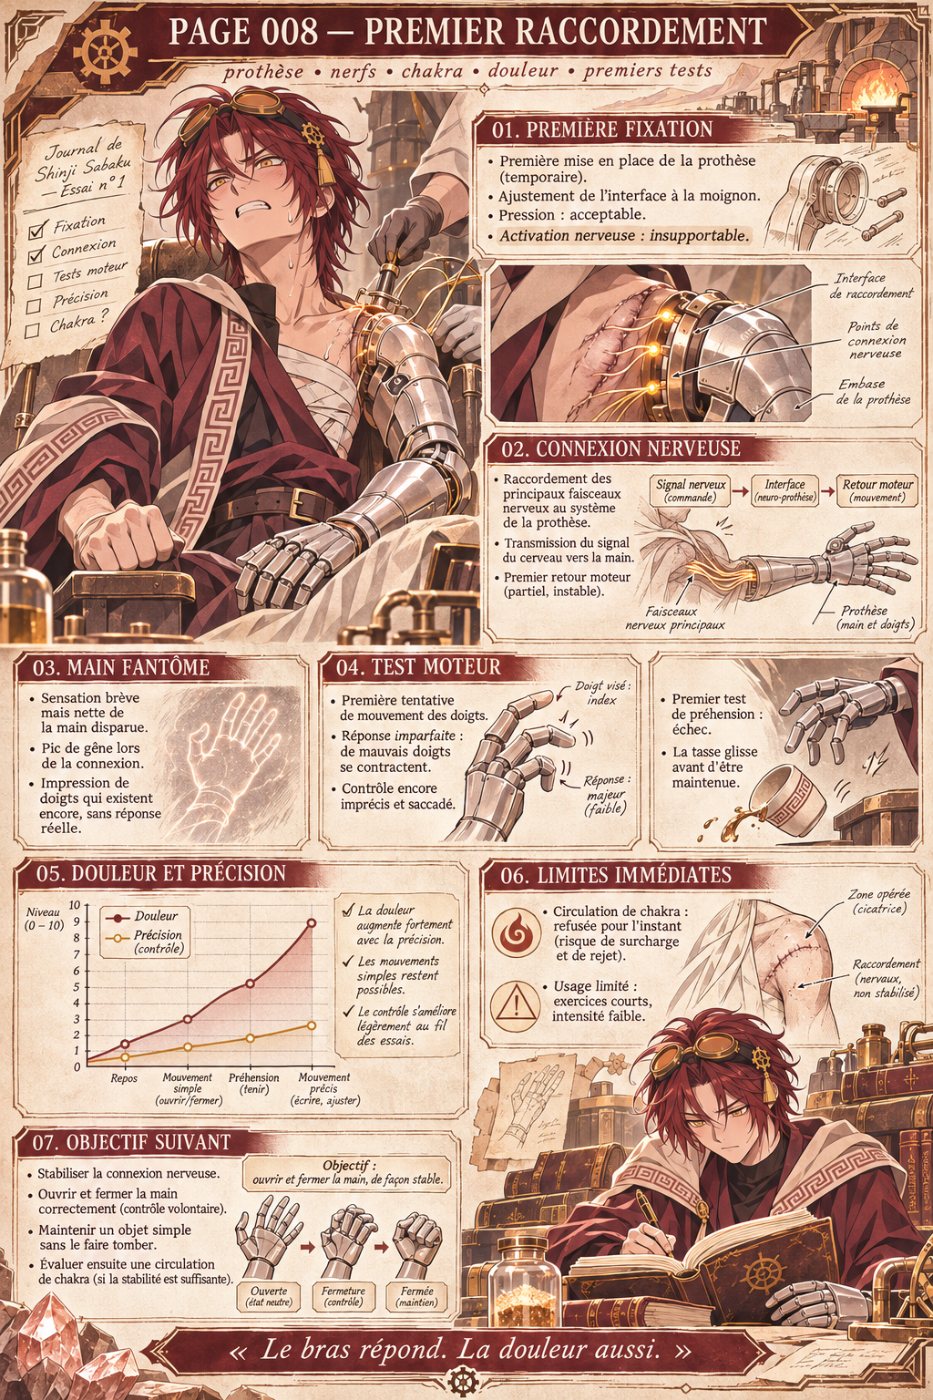 PAGE 008 — PREMIER RACCORDEMENT
prothèse • nerfs • chakra • douleur • premiers tests
Journal de
Shinji Sabaku
— Essai n° 1
Fixation
Connexion
Tests moteur
Précision
Chakra ?
01. PREMIÈRE FIXATION
• Première mise en place de la prothèse
(temporaire).
• Ajustement de l'interface à la moignon.
• Pression : acceptable.
• Activation nerveuse : insupportable.
Interface
de raccordement
Points de
connexion
nerveuse
Embase
de la prothèse
02. CONNEXION NERVEUSE
• Raccordement des
principaux faisceaux
nerveux au système
de la prothèse.
• Transmission du signal
du cerveau vers la main.
• Premier retour moteur
(partiel, instable).
Signal nerveux
(commande)
Interface
(neuro-prothèse)
Retour moteur
(mouvement)
Faisceaux
nerveux principaux
Prothèse
(main et doigts)
03. MAIN FANTÔME
• Sensation brève
mais nette de
la main disparue.
• Pic de gêne lors
de la connexion.
• Impression de
doigts qui existent
encore, sans réponse
réelle.
04. TEST MOTEUR
• Première tentative
de mouvement des doigts.
• Réponse imparfaite :
de mauvais doigts
se contractent.
• Contrôle encore
imprécis et saccadé.
Doigt visé :
index
Réponse :
majeur
(faible)
• Premier test
de préhension :
échec.
• La tasse glisse
avant d'être
maintenue.
05. DOULEUR ET PRÉCISION
Niveau
(0 – 10)
10
9
8
7
6
5
4
3
2
1
0
Douleur
Précision
(contrôle)
Repos
Mouvement
simple
(ouvrir/fermer)
Préhension
(tenir)
Mouvement
précis
(écrire, ajuster)
✓ La douleur
augmente fortement
avec la précision.
✓ Les mouvements
simples restent
possibles.
✓ Le contrôle s'améliore
légèrement au fil
des essais.
06. LIMITES IMMÉDIATES
• Circulation de chakra :
refusée pour l'instant
(risque de surcharge
et de rejet).
• Usage limité :
exercices courts,
intensité faible.
Zone opérée
(cicatrice)
Raccordement
(nervaux,
non stabilisé)
07. OBJECTIF SUIVANT
• Stabiliser la connexion nerveuse.
• Ouvrir et fermer la main
correctement (contrôle volontaire).
• Maintenir un objet simple
sans le faire tomber.
• Évaluer ensuite une circulation
de chakra (si la stabilité est suffisante).
Objectif :
ouvrir et fermer la main, de façon stable.
Ouverte
(état neutre)
Fermeture
(contrôle)
Fermée
(maintien)
« Le bras répond. La douleur aussi. »